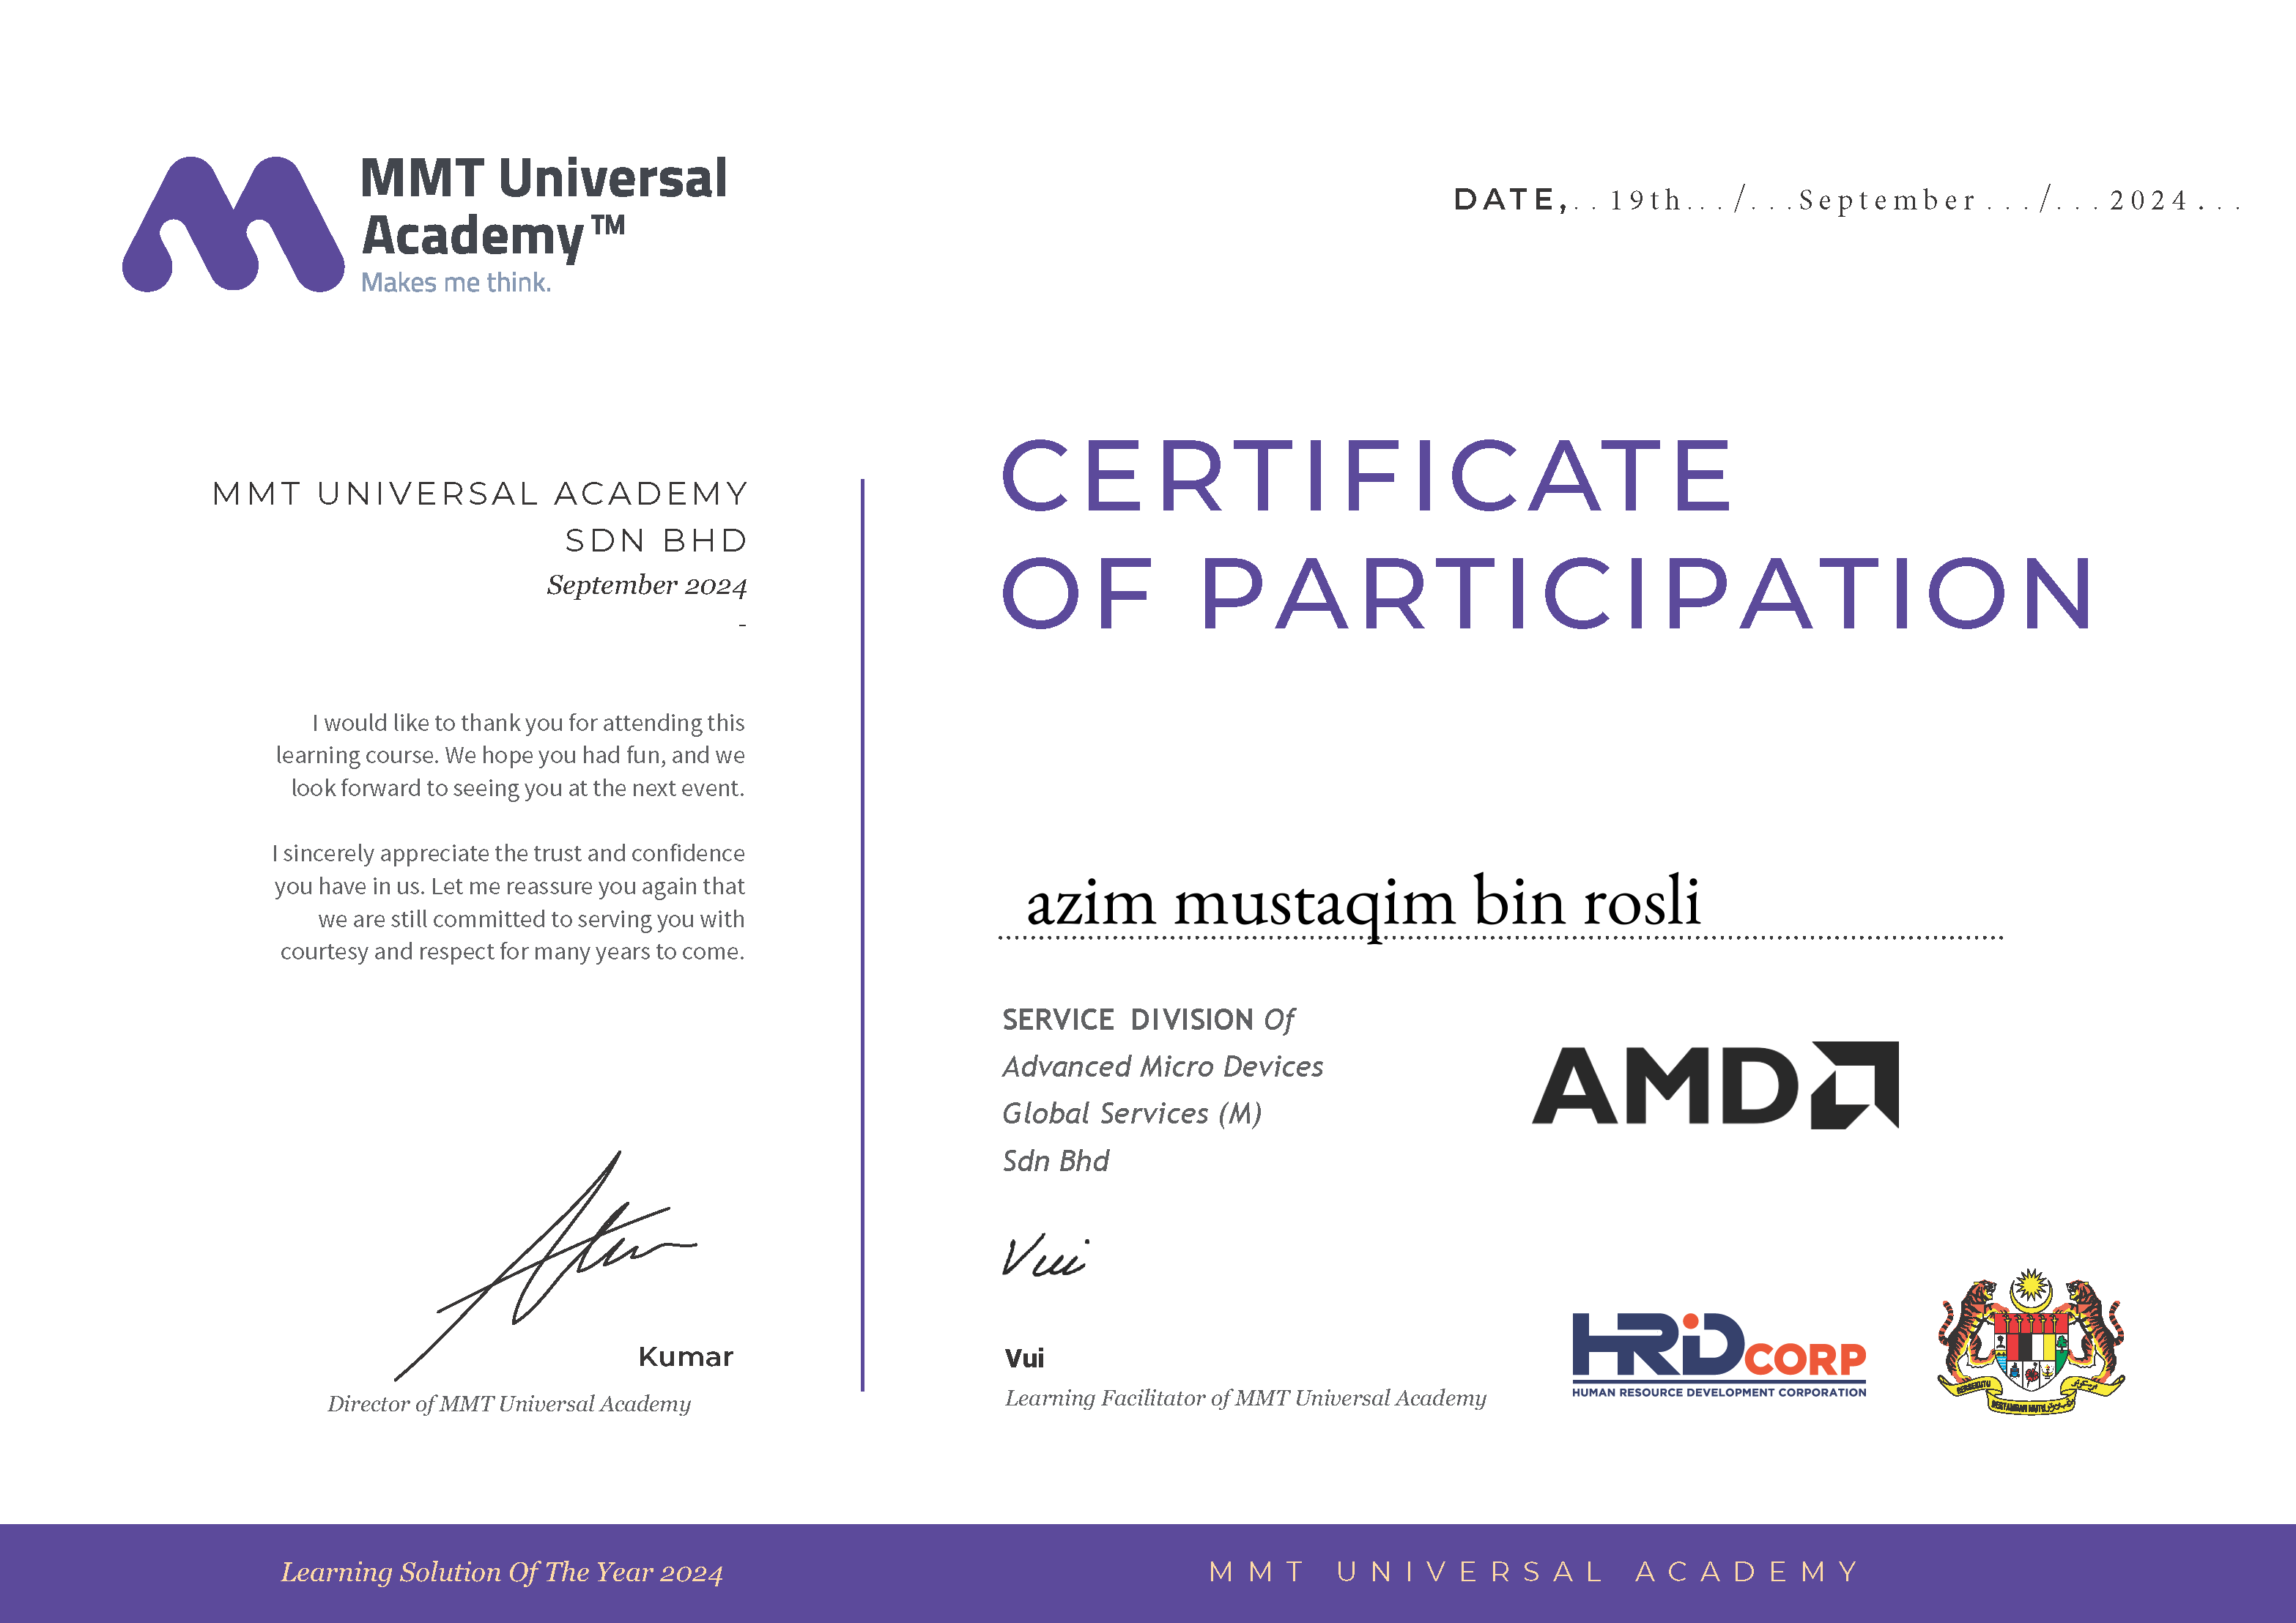 MMT Universal
Academy™
Makes me think.
DATE,. . 19th. . . / . . . September . . . / . . . 2024 . . .
MMT UNIVERSAL ACADEMY
SDN BHD
September 2024
-
I would like to thank you for attending this
learning course. We hope you had fun, and we
look forward to seeing you at the next event.
I sincerely appreciate the trust and confidence
you have in us. Let me reassure you again that
we are still committed to serving you with
courtesy and respect for many years to come.
Kumar
Director of MMT Universal Academy
CERTIFICATE
OF PARTICIPATION
azim mustaqim bin rosli
SERVICE DIVISION Of
Advanced Micro Devices
Global Services (M)
Sdn Bhd
AMD
Vui
Vui
Learning Facilitator of MMT Universal Academy
HRD CORP
HUMAN RESOURCE DEVELOPMENT CORPORATION
BERSEKUTU
BERTAMBAH MUTU
Learning Solution Of The Year 2024
MMT UNIVERSAL ACADEMY